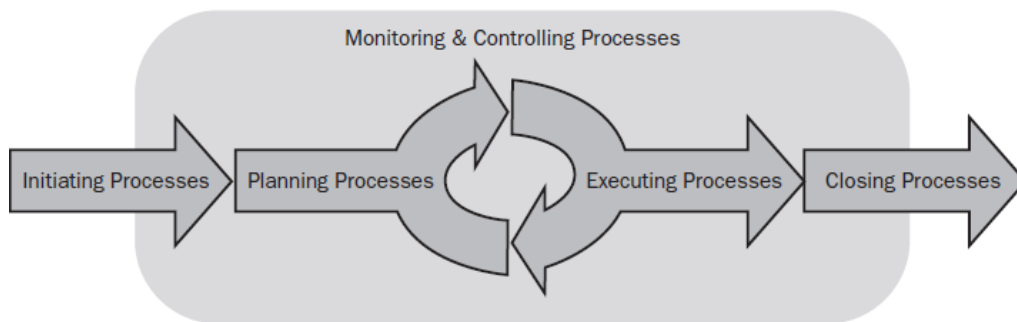 Monitoring & Controlling Processes
Initiating Processes
Planning Processes
Executing Processes
Closing Processes